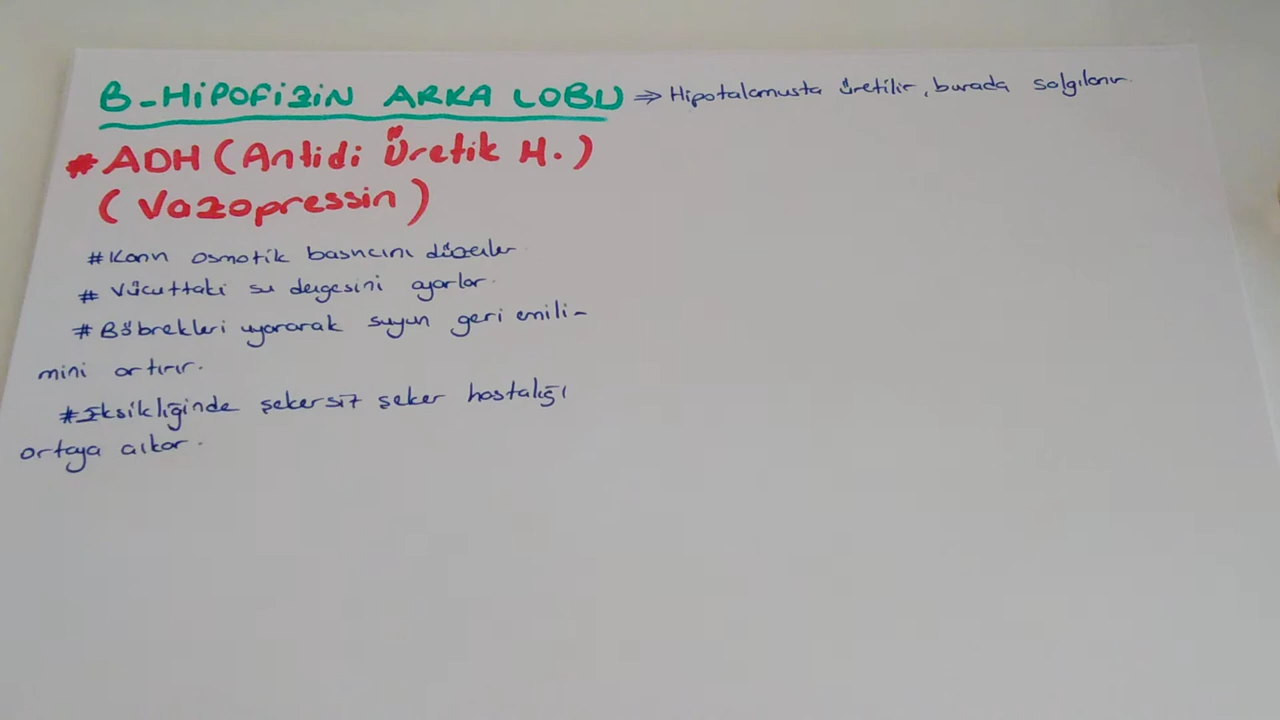 B-HİPOFİZİN ARKA LOBU ⇒ Hipotalamusta üretilir, burada salgılanır.
# ADH (Antidi Üretik H.)
(Vazopressin)
# Kanın osmotik basıncını düzenler
# Vücuttaki su dengesini ayarlar.
# Böbrekleri uyararak suyun geri emili-
mini artırır.
# Eksikliğinde şekersiz şeker hastalığı
ortaya çıkar.